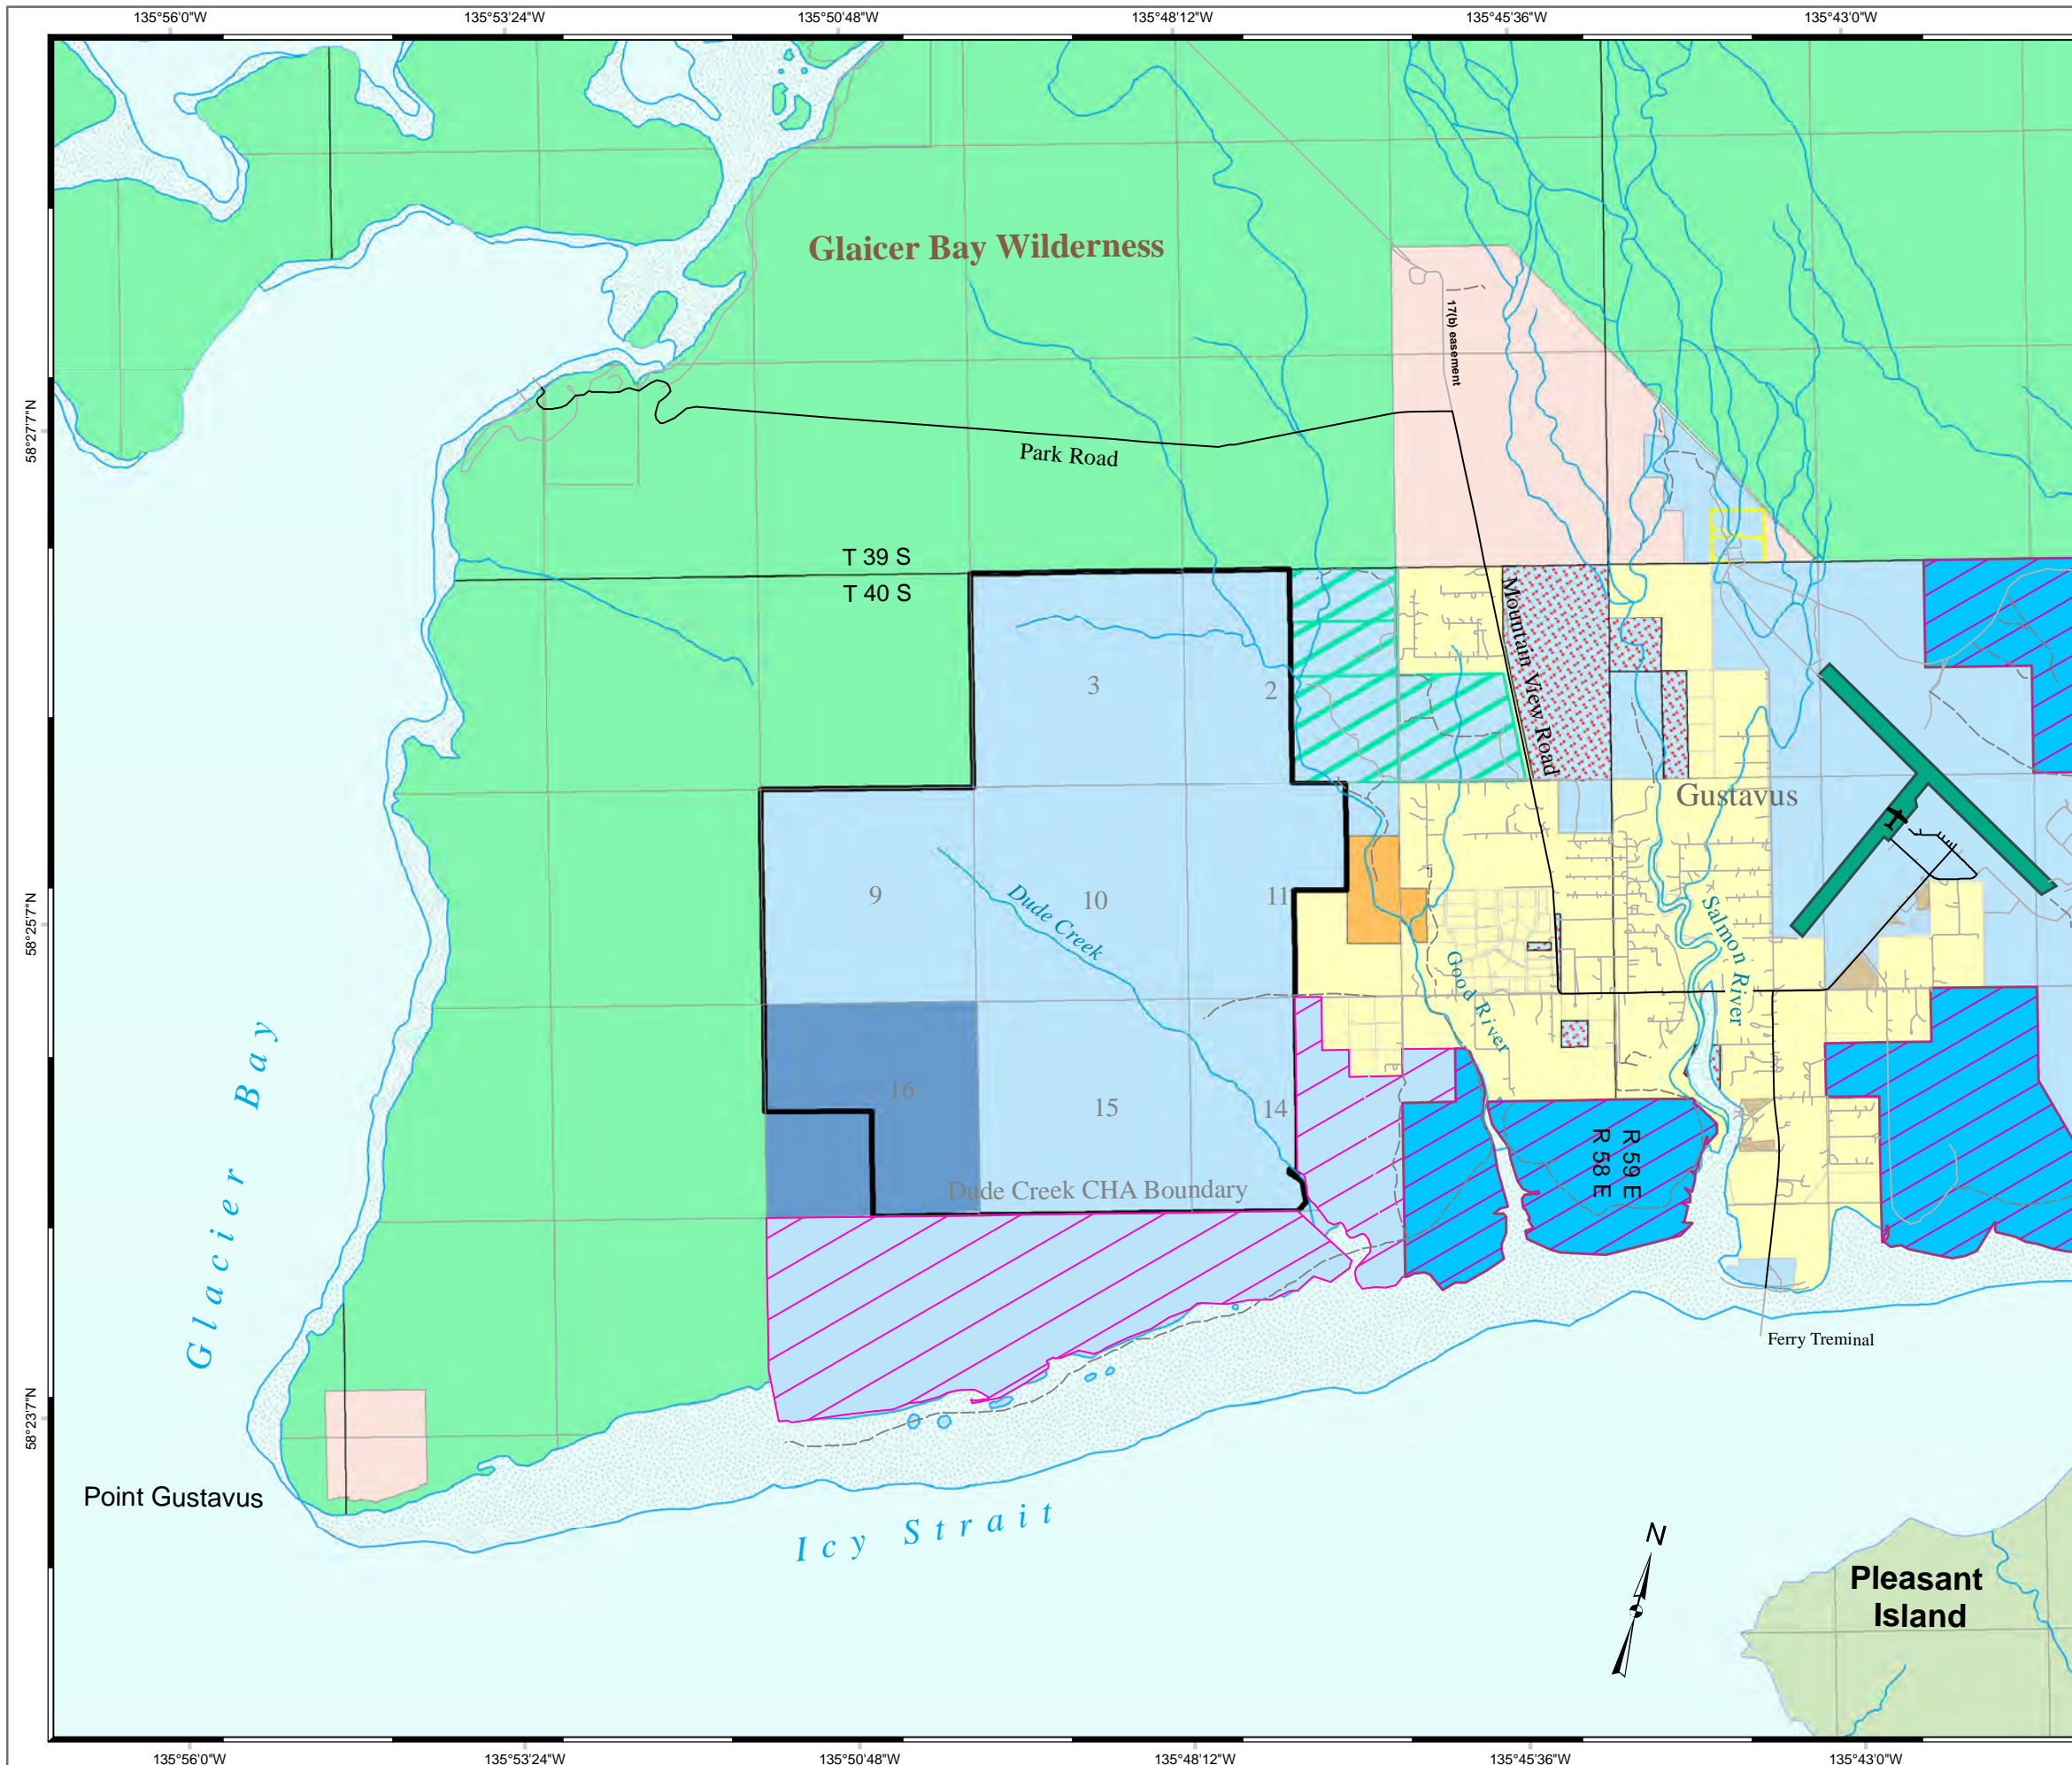 135°56'0"W
135°53'24"W
135°50'48"W
135°48'12"W
135°45'36"W
135°43'0"W
Glaicer Bay Wilderness
17(b) easement
58°27'7"N
Park Road
T 39 S
T 40 S
Mountain View Road
3
2
Gustavus
9
10
11
Dude Creek
58°25'7"N
Salmon River
Good River
16
15
14
R 59 E
R 58 E
Dude Creek CHA Boundary
Glacier Bay
Ferry Treminal
58°23'7"N
Point Gustavus
Icy Strait
N
Pleasant
Island
135°56'0"W
135°53'24"W
135°50'48"W
135°48'12"W
135°45'36"W
135°43'0"W